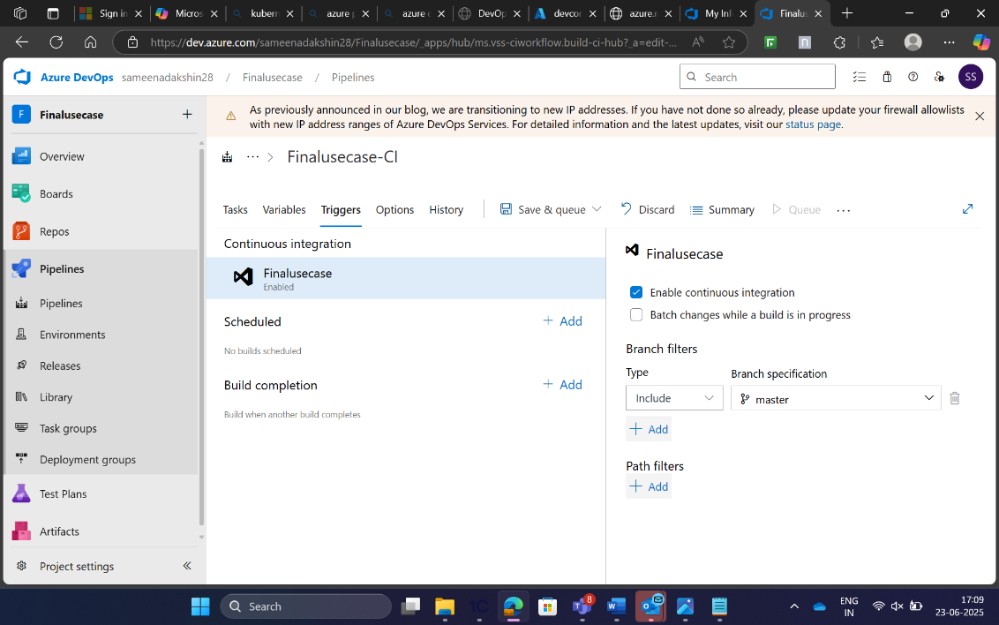 Sign in
Micros
kubern
azure p
azure c
DevOp
devcor
azure.r
My Inf
Finalus
https://dev.azure.com/sameenadakshin28/Finalusecase/_apps/hub/ms.vss-ciworkflow.build-ci-hub?_a=edit-...
Azure DevOps sameenadakshin28 / Finalusecase / Pipelines
Search
SS
F Finalusecase
As previously announced in our blog, we are transitioning to new IP addresses. If you have not done so already, please update your firewall allowlists
with new IP address ranges of Azure DevOps Services. For detailed information and the latest updates, visit our status page.
Overview
Boards
Repos
Pipelines
Pipelines
Environments
Releases
Library
Task groups
Deployment groups
Test Plans
Artifacts
Project settings
Finalusecase-CI
Tasks Variables Triggers Options History Save & queue Discard Summary Queue ...
Continuous integration
Finalusecase
Enabled
Scheduled + Add
No builds scheduled
Build completion + Add
Build when another build completes
Finalusecase
Enable continuous integration
Batch changes while a build is in progress
Branch filters
Type Branch specification
Include master
+ Add
Path filters
+ Add
Search
8
ENG
IN
17:09
23-06-2025